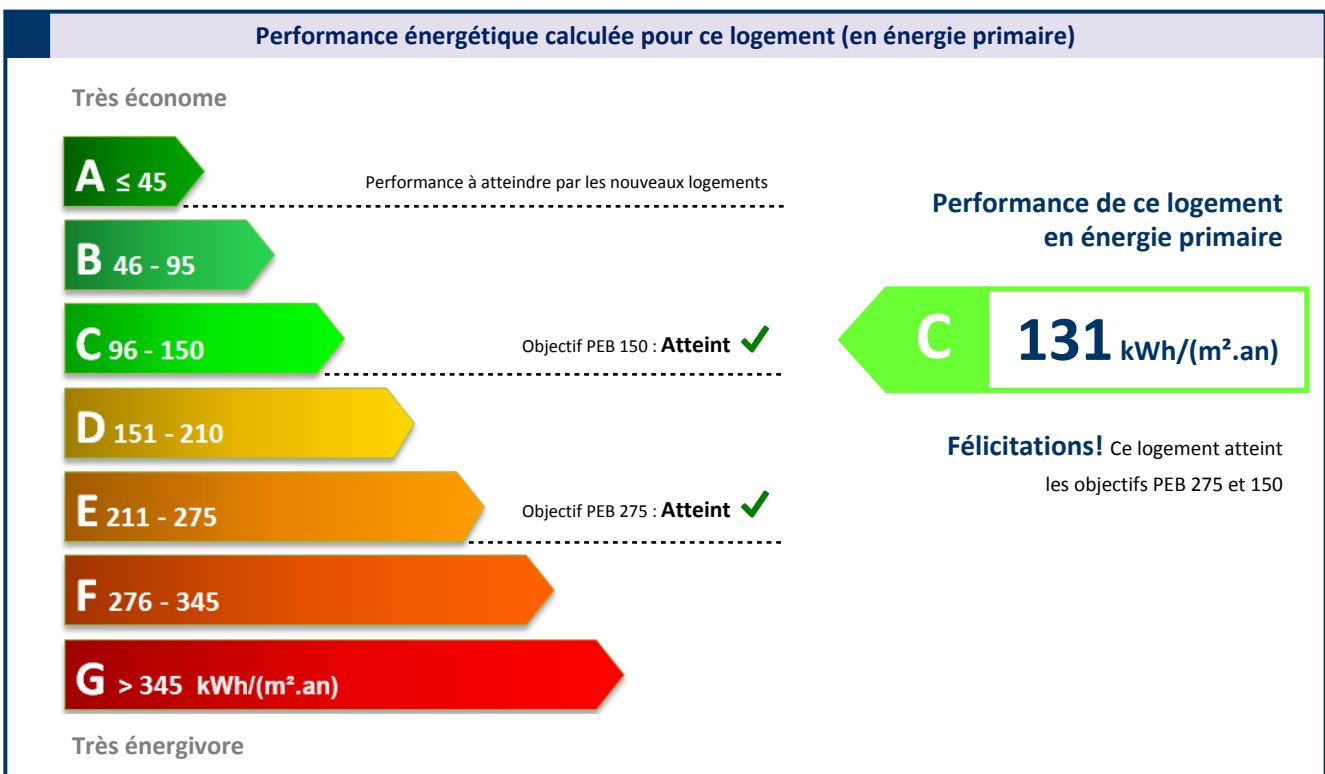 Performance énergétique calculée pour ce logement (en énergie primaire)
Très économe
A ≤ 45
Performance à atteindre par les nouveaux logements
B 46 - 95
C 96 - 150
Objectif PEB 150 : Atteint ✓
D 151 - 210
E 211 - 275
Objectif PEB 275 : Atteint ✓
F 276 - 345
G > 345 kWh/(m².an)
Très énergivore
Performance de ce logement
en énergie primaire
C 131 kWh/(m².an)
Félicitations! Ce logement atteint
les objectifs PEB 275 et 150